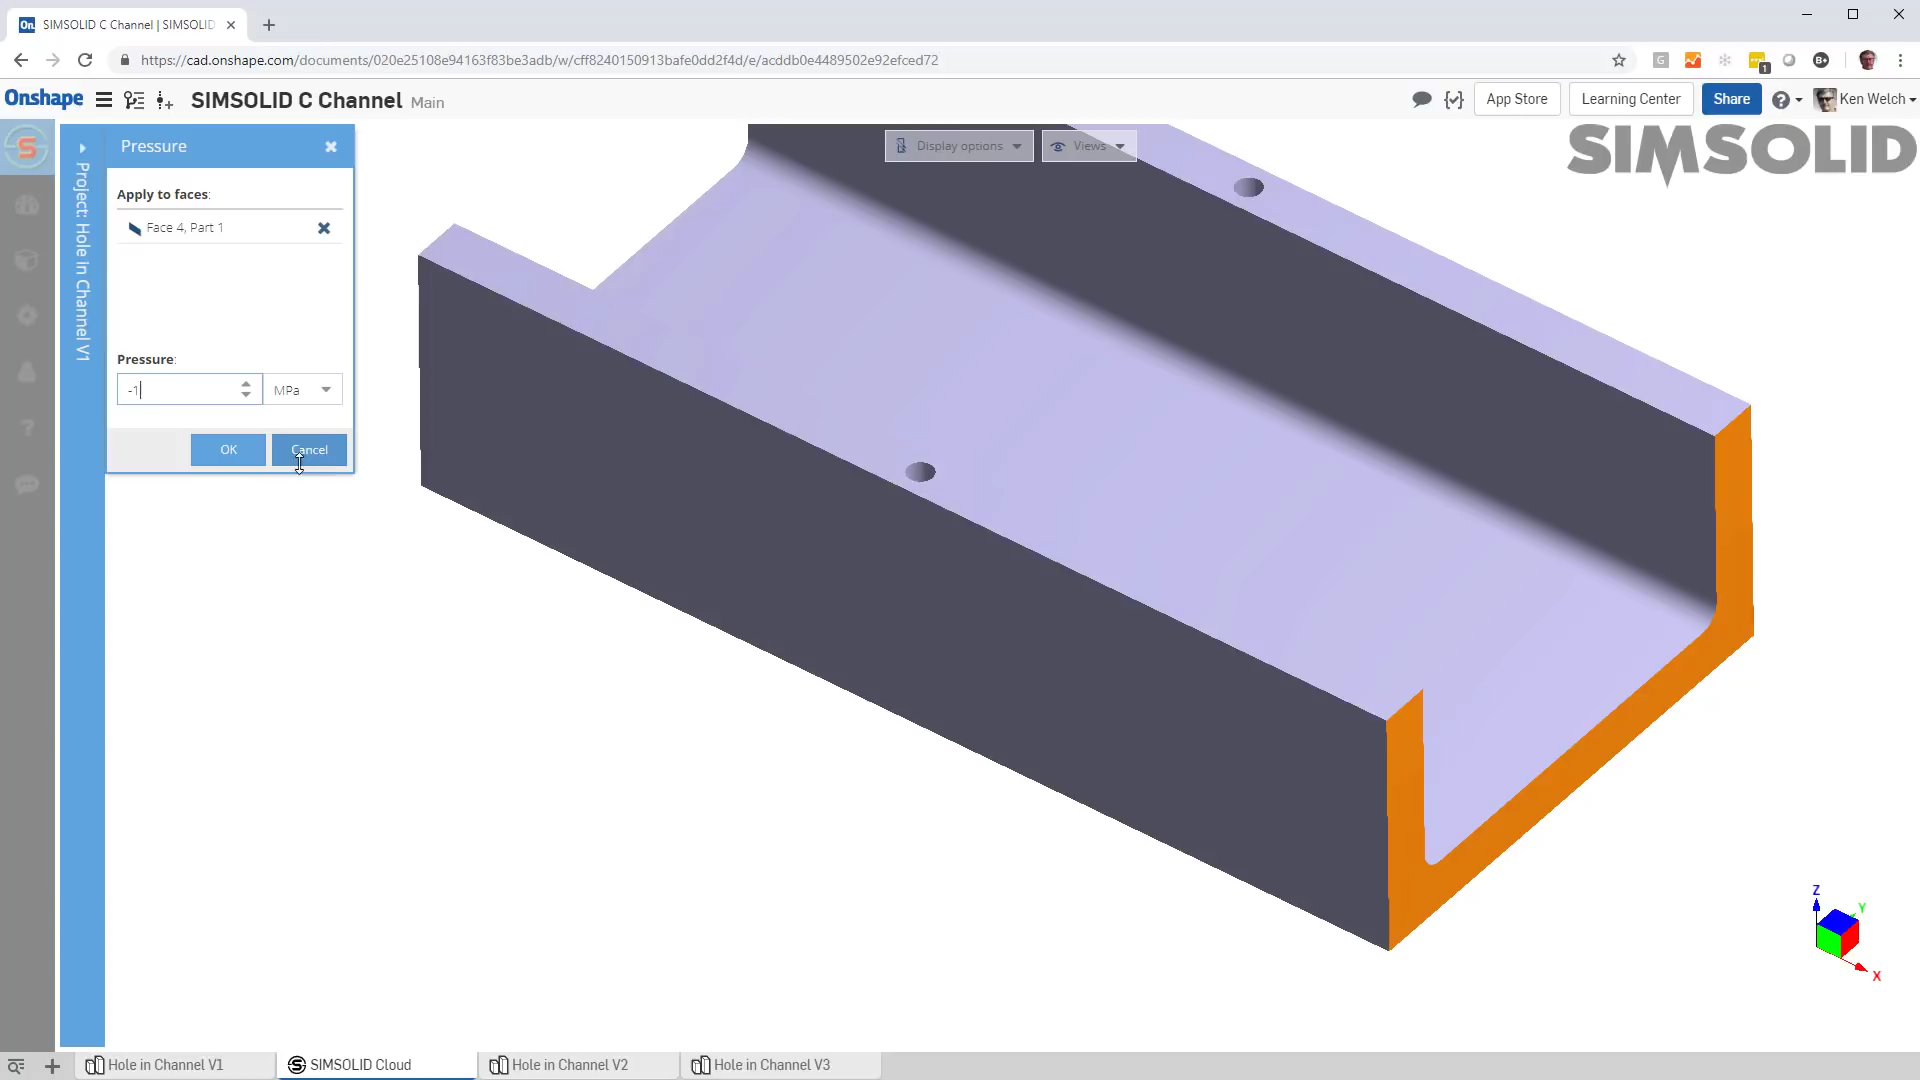 On. SIMSOLID C Channel | SIMSOLID
https://cad.onshape.com/documents/020e25108e94163f83be3adb/w/cff8240150913bafe0dd2f4d/e/acddb0e4489502e92efced72
G
1
B+
Onshape
SIMSOLID C Channel Main
App Store
Learning Center
Share
Ken Welch
S
Project: Hole in Channel V1
Pressure
Display options
Views
SIMSOLID
Apply to faces:
Face 4, Part 1
Pressure:
-1
MPa
OK
Cancel
Z
Y
X
Hole in Channel V1
SIMSOLID Cloud
Hole in Channel V2
Hole in Channel V3